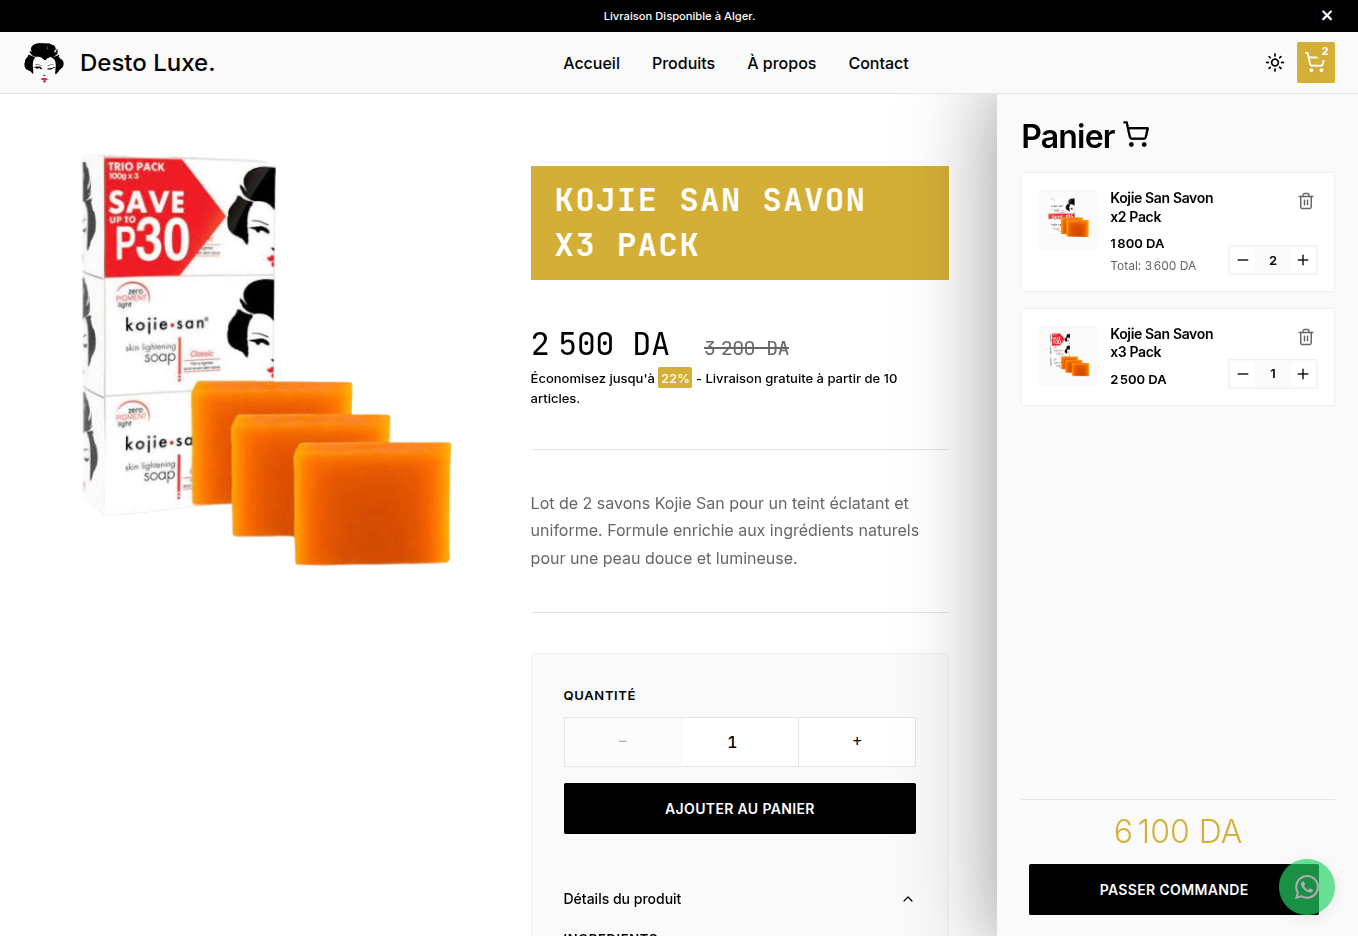 Livraison Disponible à Alger.
Desto Luxe.
Accueil
Produits
À propos
Contact
2
TRIO PACK
100g x 3
SAVE
UP TO
P30
zero
PIGMENT
light
kojie•san®
skin lightening
soap
Classic
zero
PIGMENT
light
kojie•sa
skin lightening
soap
KOJIE SAN SAVON
X3 PACK
2 500 DA
3 200 DA
Économisez jusqu'à 22% - Livraison gratuite à partir de 10
articles.
Lot de 2 savons Kojie San pour un teint éclatant et
uniforme. Formule enrichie aux ingrédients naturels
pour une peau douce et lumineuse.
QUANTITÉ
− 1 +
AJOUTER AU PANIER
Détails du produit
Panier
Kojie San Savon
x2 Pack
1 800 DA
Total: 3 600 DA
− 2 +
Kojie San Savon
x3 Pack
2 500 DA
− 1 +
6 100 DA
PASSER COMMANDE